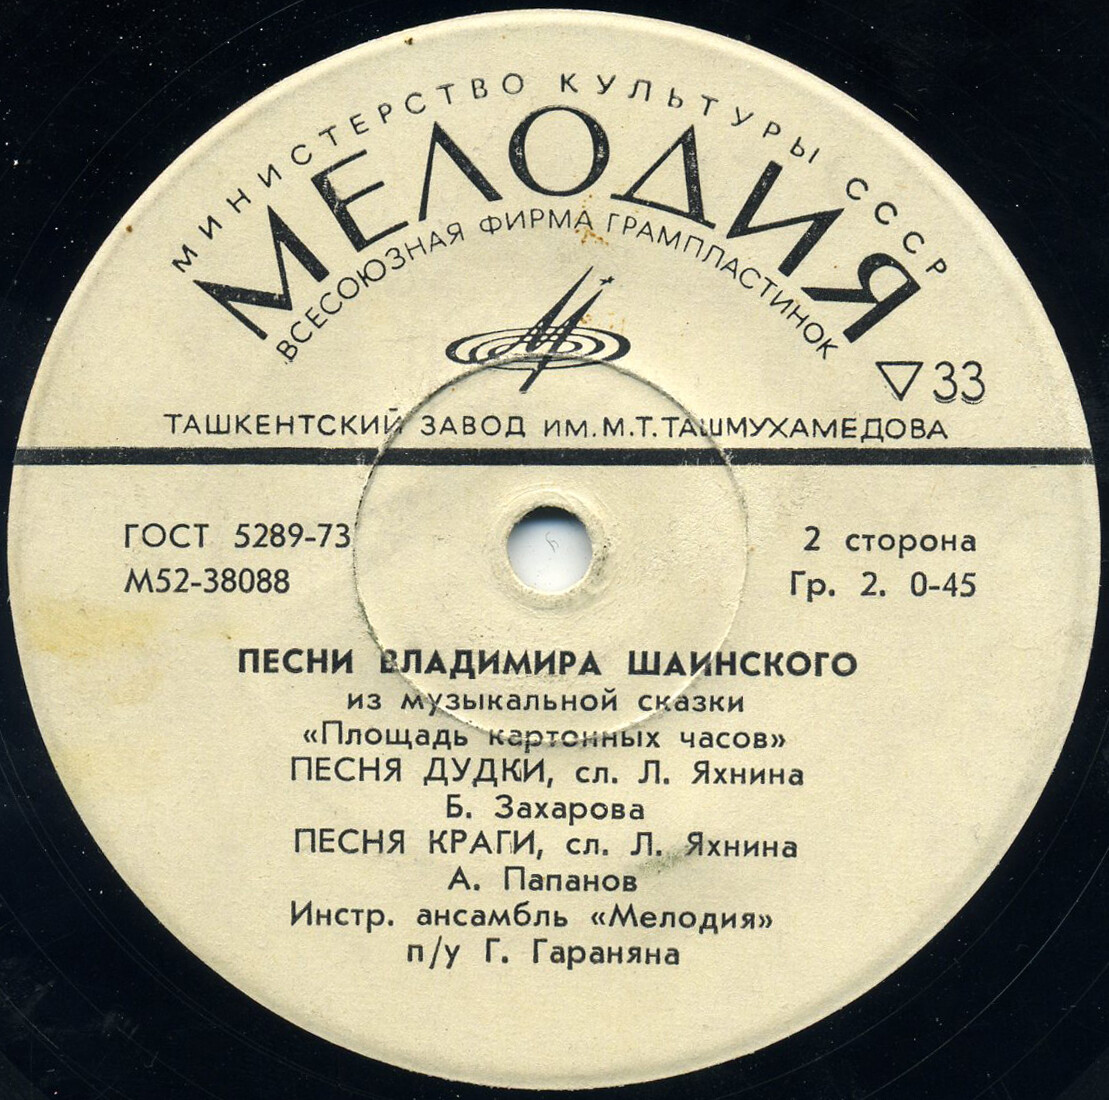 МИНИСТЕРСТВО КУЛЬТУРЫ СССР
МЕЛОДИЯ
ВСЕСОЮЗНАЯ ФИРМА ГРАМПЛАСТИНОК
33
ТАШКЕНТСКИЙ ЗАВОД ИМ. М. Т. ТАШМУХАМЕДОВА
ГОСТ 5289-73
М52-38088
2 сторона
Гр. 2. 0-45
ПЕСНИ ВЛАДИМИРА ШАИНСКОГО
из музыкальной сказки
«Площадь картонных часов»
ПЕСНЯ ДУДКИ, сл. Л. Яхнина
Б. Захарова
ПЕСНЯ КРАГИ, сл. Л. Яхнина
А. Папанов
Инстр. ансамбль «Мелодия»
п/у Г. Гараняна